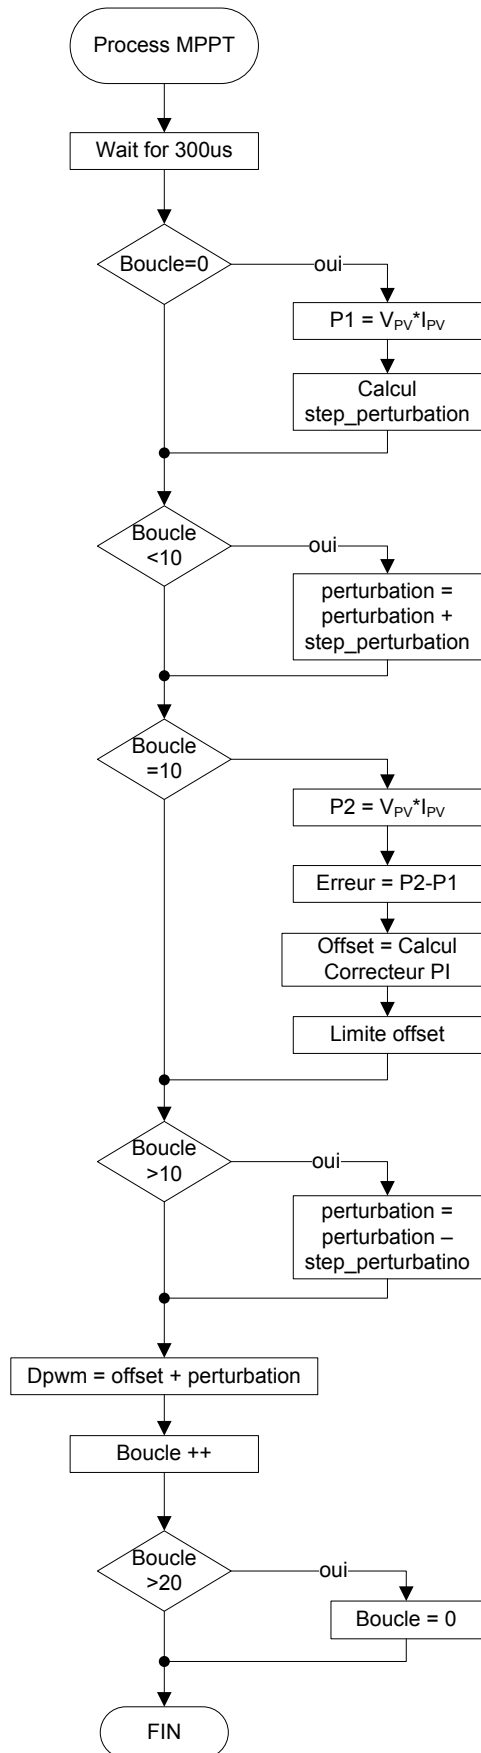 Process MPPT
Wait for 300us
Boucle=0
oui
P1 = VPV*IPV
Calcul
step_perturbation
Boucle
<10
oui
perturbation =
perturbation +
step_perturbation
Boucle
=10
P2 = VPV*IPV
Erreur = P2-P1
Offset = Calcul
Correcteur PI
Limite offset
Boucle
>10
oui
perturbation =
perturbation –
step_perturbatino
Dpwm = offset + perturbation
Boucle ++
Boucle
>20
oui
Boucle = 0
FIN